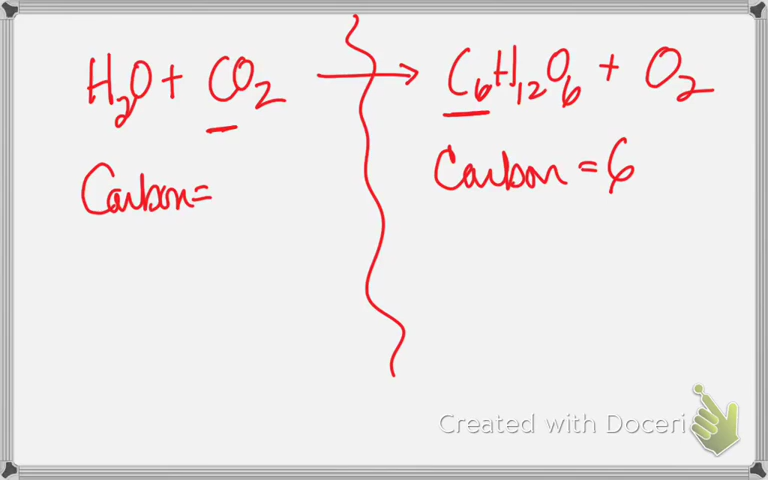 H₂O + CO₂ → C₆H₁₂O₆ + O₂
Carbon = Carbon = 6
Created with Doceri